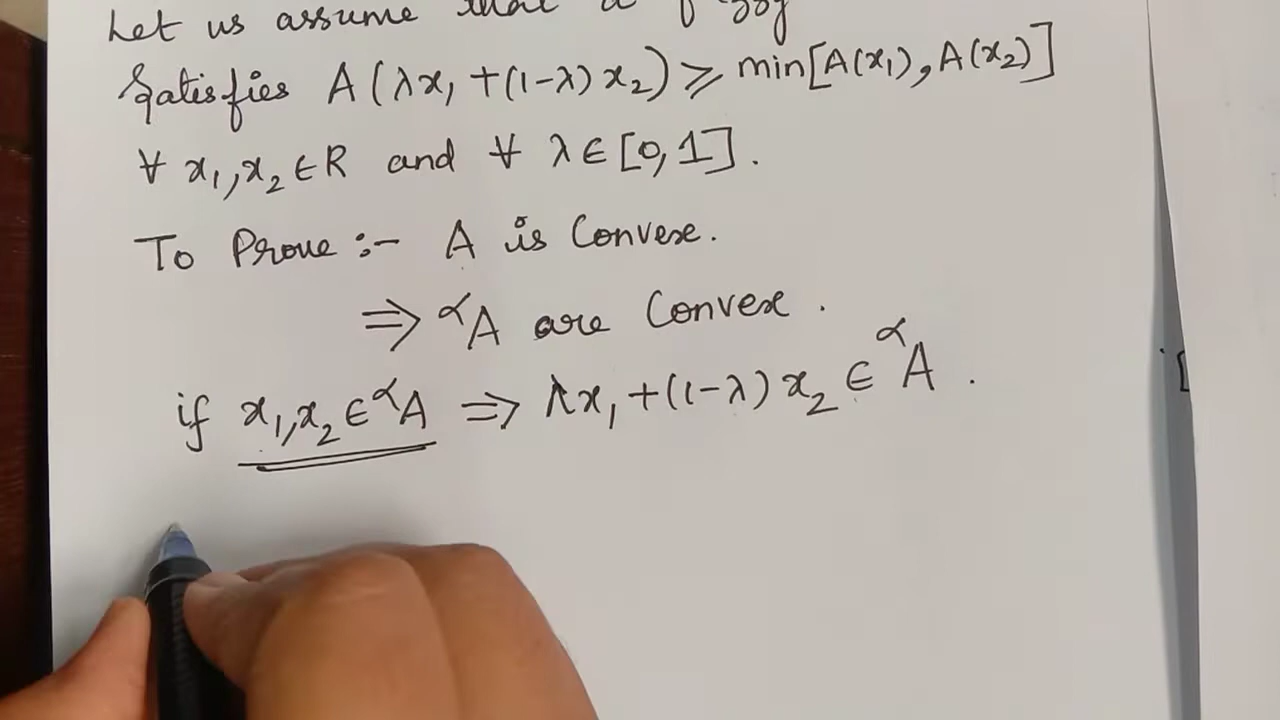 Let us assume that a
Satisfies A(λx₁ + (1-λ) x₂) ⩾ min[A(x₁), A(x₂)]
∀ x₁, x₂ ∈ R and ∀ λ ∈ [0, 1].
To Prove :- A is Convex.
⇒ ᅠᵅA are Convex.
if x₁, x₂ ∈ ᵅA ⇒ λx₁ + (1-λ) x₂ ∈ ᵅA.